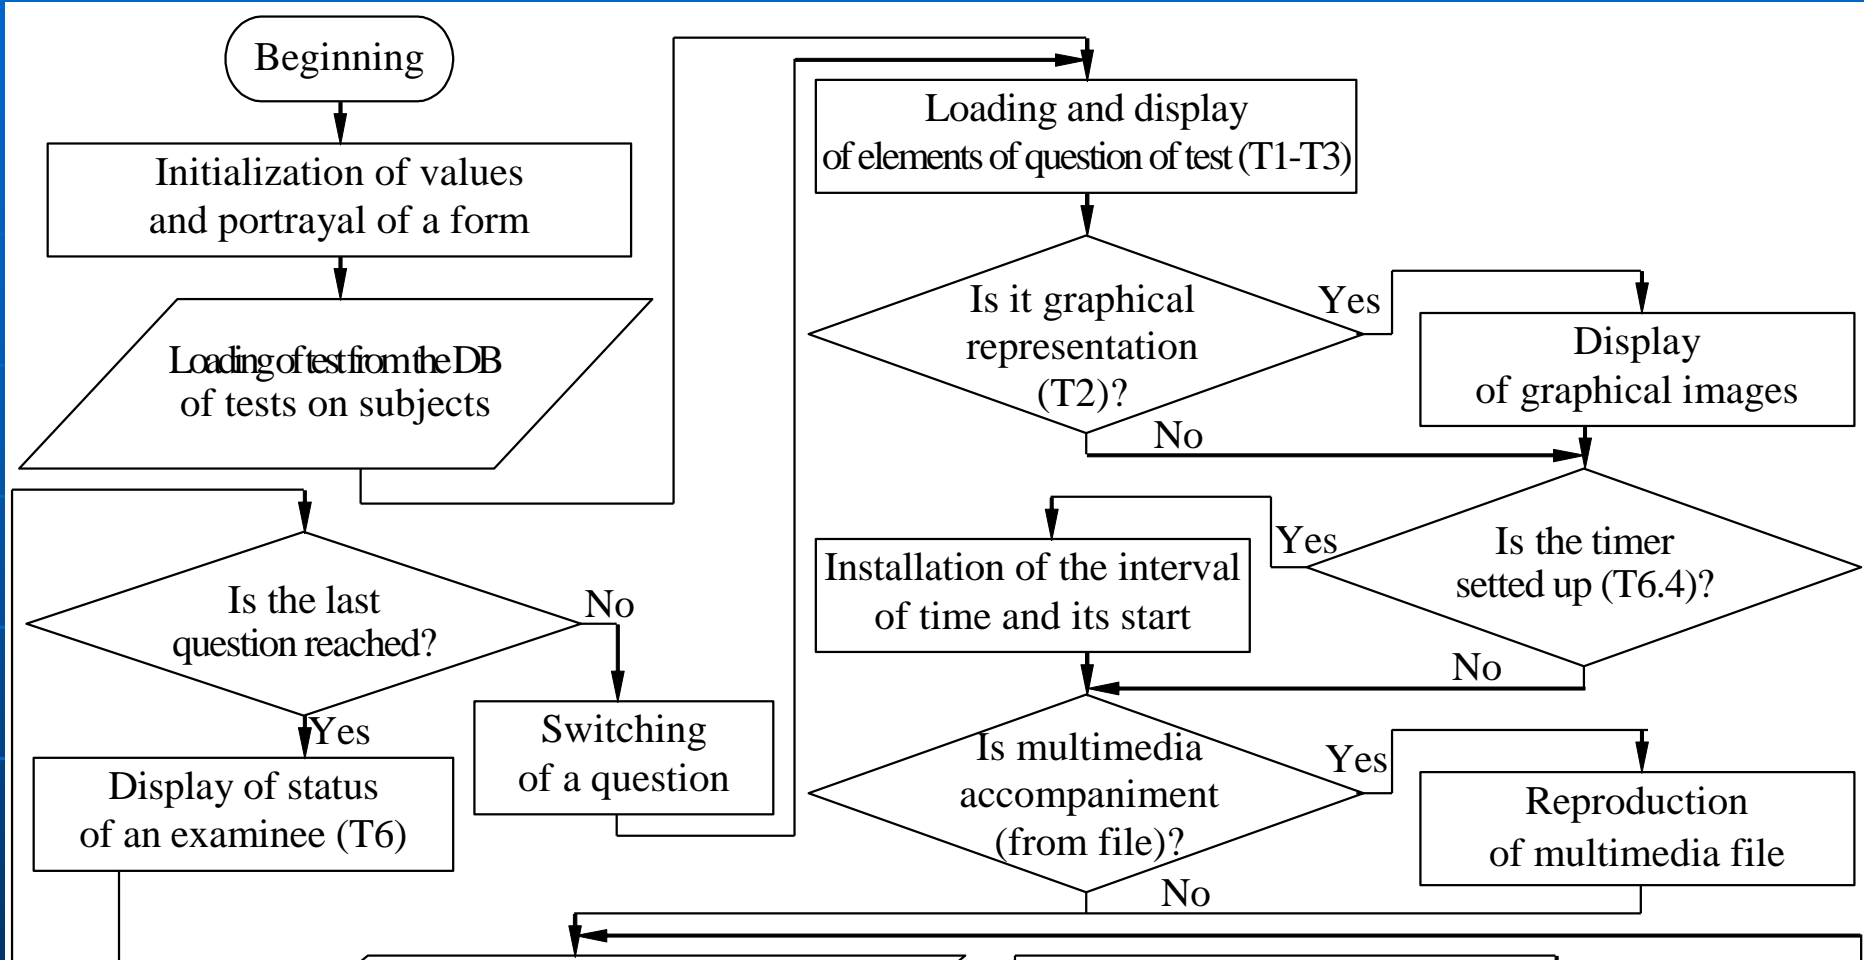 Beginning
Initialization of values
and portrayal of a form
Loading of test from the DB
of tests on subjects
Is the last
question reached?
No
Yes
Switching
of a question
Display of status
of an examinee (T6)
Loading and display
of elements of question of test (T1-T3)
Is it graphical
representation
(T2)?
Yes
No
Display
of graphical images
Is the timer
setted up (T6.4)?
Yes
No
Installation of the interval
of time and its start
Is multimedia
accompaniment
(from file)?
Yes
No
Reproduction
of multimedia file